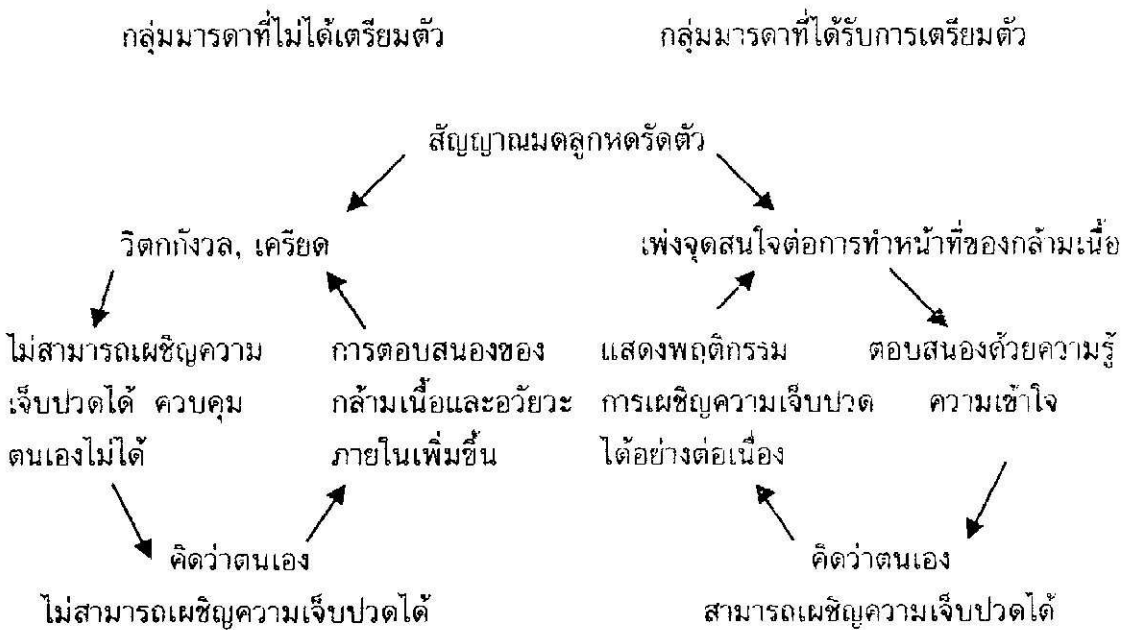 กลุ่มมารดาที่ไม่ได้เตรียมตัว กลุ่มมารดาที่ได้รับการเตรียมตัว
สัญญาณมดลูกหดรัดตัว
วิตกกังวล, เครียด เพ่งจุดสนใจต่อการทำหน้าที่ของกล้ามเนื้อ
ไม่สามารถเผชิญความ การตอบสนองของ แสดงพฤติกรรม ตอบสนองด้วยความรู้
เจ็บปวดได้ ควบคุม กล้ามเนื้อและอวัยวะ การเผชิญความเจ็บปวด ความเข้าใจ
ตนเองไม่ได้ ภายในเพิ่มขึ้น ได้อย่างต่อเนื่อง
คิดว่าตนเอง คิดว่าตนเอง
ไม่สามารถเผชิญความเจ็บปวดได้ สามารถเผชิญความเจ็บปวดได้